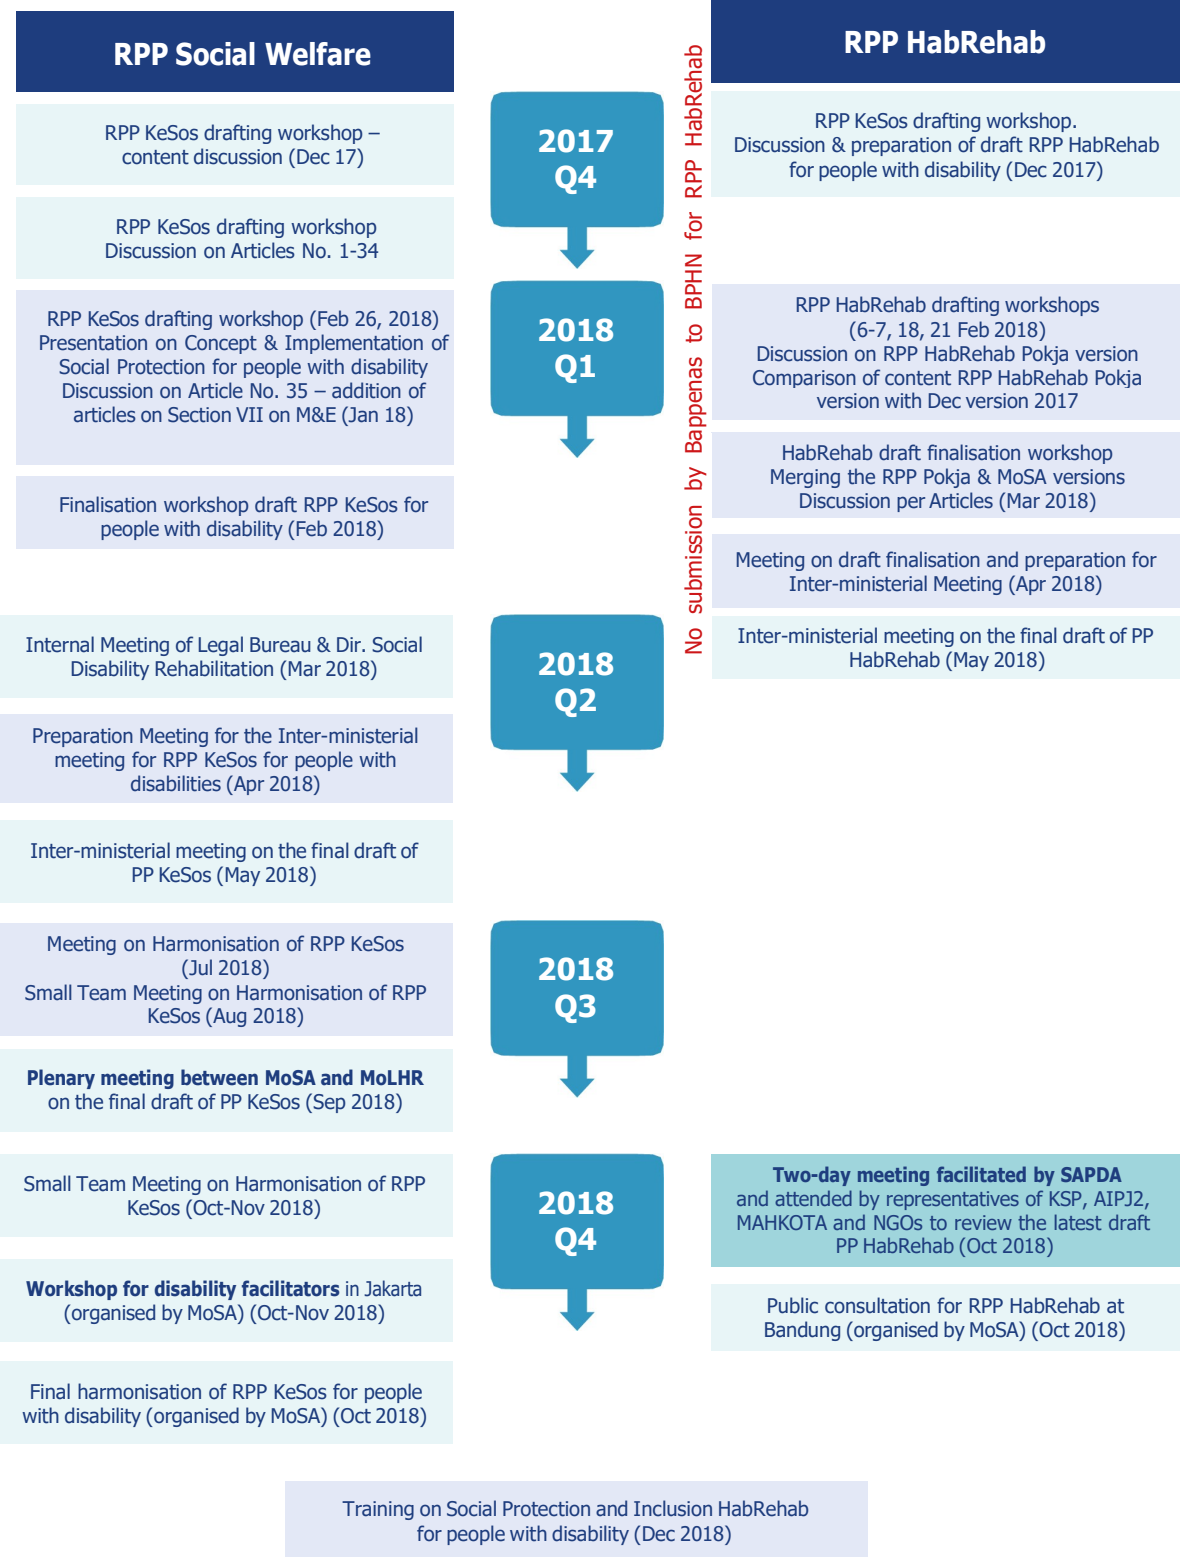 RPP Social Welfare
RPP KeSos drafting workshop –
content discussion (Dec 17)
RPP KeSos drafting workshop
Discussion on Articles No. 1-34
RPP KeSos drafting workshop (Feb 26, 2018)
Presentation on Concept & Implementation of
Social Protection for people with disability
Discussion on Article No. 35 – addition of
articles on Section VII on M&E (Jan 18)
Finalisation workshop draft RPP KeSos for
people with disability (Feb 2018)
Internal Meeting of Legal Bureau & Dir. Social
Disability Rehabilitation (Mar 2018)
Preparation Meeting for the Inter-ministerial
meeting for RPP KeSos for people with
disabilities (Apr 2018)
Inter-ministerial meeting on the final draft of
PP KeSos (May 2018)
Meeting on Harmonisation of RPP KeSos
(Jul 2018)
Small Team Meeting on Harmonisation of RPP
KeSos (Aug 2018)
Plenary meeting between MoSA and MoLHR
on the final draft of PP KeSos (Sep 2018)
Small Team Meeting on Harmonisation of RPP
KeSos (Oct-Nov 2018)
Workshop for disability facilitators in Jakarta
(organised by MoSA) (Oct-Nov 2018)
Final harmonisation of RPP KeSos for people
with disability (organised by MoSA) (Oct 2018)
2017
Q4
2018
Q1
2018
Q2
2018
Q3
2018
Q4
No submission by Bappenas to BPHN for RPP HabRehab
RPP HabRehab
RPP KeSos drafting workshop.
Discussion & preparation of draft RPP HabRehab
for people with disability (Dec 2017)
RPP HabRehab drafting workshops
(6-7, 18, 21 Feb 2018)
Discussion on RPP HabRehab Pokja version
Comparison of content RPP HabRehab Pokja
version with Dec version 2017
HabRehab draft finalisation workshop
Merging the RPP Pokja & MoSA versions
Discussion per Articles (Mar 2018)
Meeting on draft finalisation and preparation for
Inter-ministerial Meeting (Apr 2018)
Inter-ministerial meeting on the final draft of PP
HabRehab (May 2018)
Two-day meeting facilitated by SAPDA
and attended by representatives of KSP, AIPJ2,
MAHKOTA and NGOs to review the latest draft
PP HabRehab (Oct 2018)
Public consultation for RPP HabRehab at
Bandung (organised by MoSA) (Oct 2018)
Training on Social Protection and Inclusion HabRehab
for people with disability (Dec 2018)